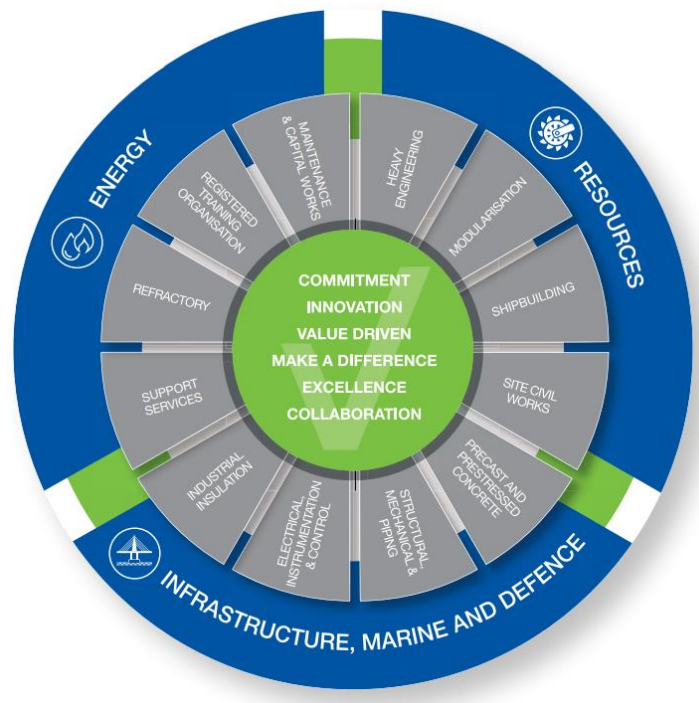 ENERGY
RESOURCES
INFRASTRUCTURE, MARINE AND DEFENCE
HEAVY
ENGINEERING
MODULARISATION
SHIPBUILDING
SITE CIVIL
WORKS
PRECAST AND
PRESTRESSED
CONCRETE
STRUCTURAL,
MECHANICAL &
PIPING
ELECTRICAL,
INSTRUMENTATION
& CONTROL
INDUSTRIAL
INSULATION
SUPPORT
SERVICES
REFRACTORY
REGISTERED
TRAINING
ORGANISATION
MAINTENANCE
& CAPITAL WORKS
COMMITMENT
INNOVATION
VALUE DRIVEN
MAKE A DIFFERENCE
EXCELLENCE
COLLABORATION